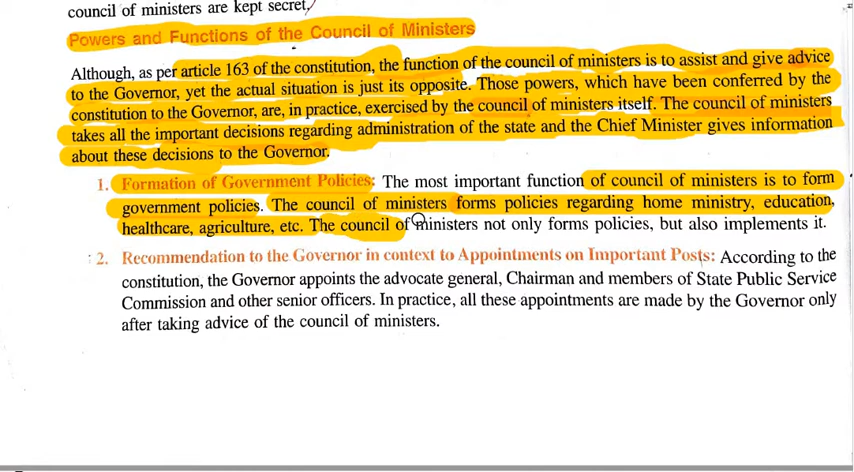 council of ministers are kept secret.
Powers and Functions of the Council of Ministers
Although, as per article 163 of the constitution, the function of the council of ministers is to assist and give advice
to the Governor, yet the actual situation is just its opposite. Those powers, which have been conferred by the
constitution to the Governor, are, in practice, exercised by the council of ministers itself. The council of ministers
takes all the important decisions regarding administration of the state and the Chief Minister gives information
about these decisions to the Governor.
1. Formation of Government Policies: The most important function of council of ministers is to form
government policies. The council of ministers forms policies regarding home ministry, education,
healthcare, agriculture, etc. The council of ministers not only forms policies, but also implements it.
2. Recommendation to the Governor in context to Appointments on Important Posts: According to the
constitution, the Governor appoints the advocate general, Chairman and members of State Public Service
Commission and other senior officers. In practice, all these appointments are made by the Governor only
after taking advice of the council of ministers.